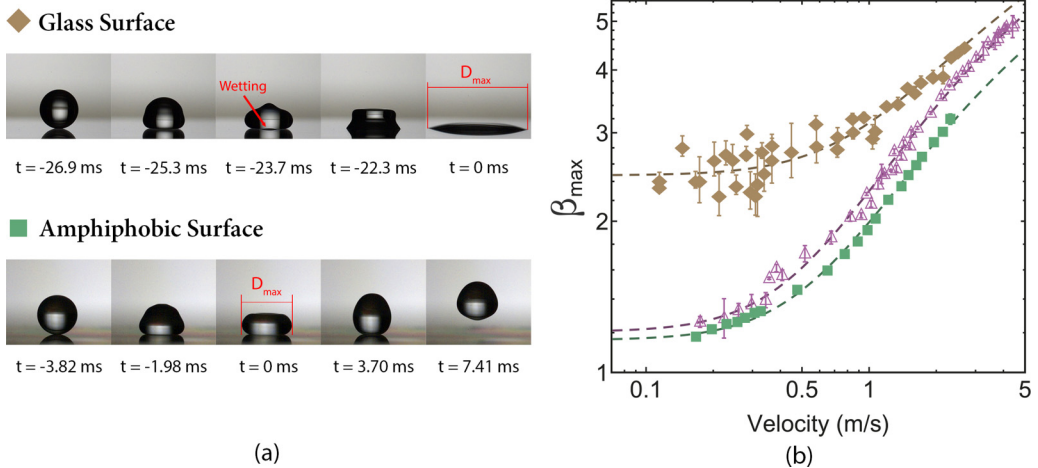 Glass Surface
Wetting
D_max
t = -26.9 ms
t = -25.3 ms
t = -23.7 ms
t = -22.3 ms
t = 0 ms
Amphiphobic Surface
D_max
t = -3.82 ms
t = -1.98 ms
t = 0 ms
t = 3.70 ms
t = 7.41 ms
(a)
5
4
3
2
1
β_max
0.1
0.5
1
5
Velocity (m/s)
(b)